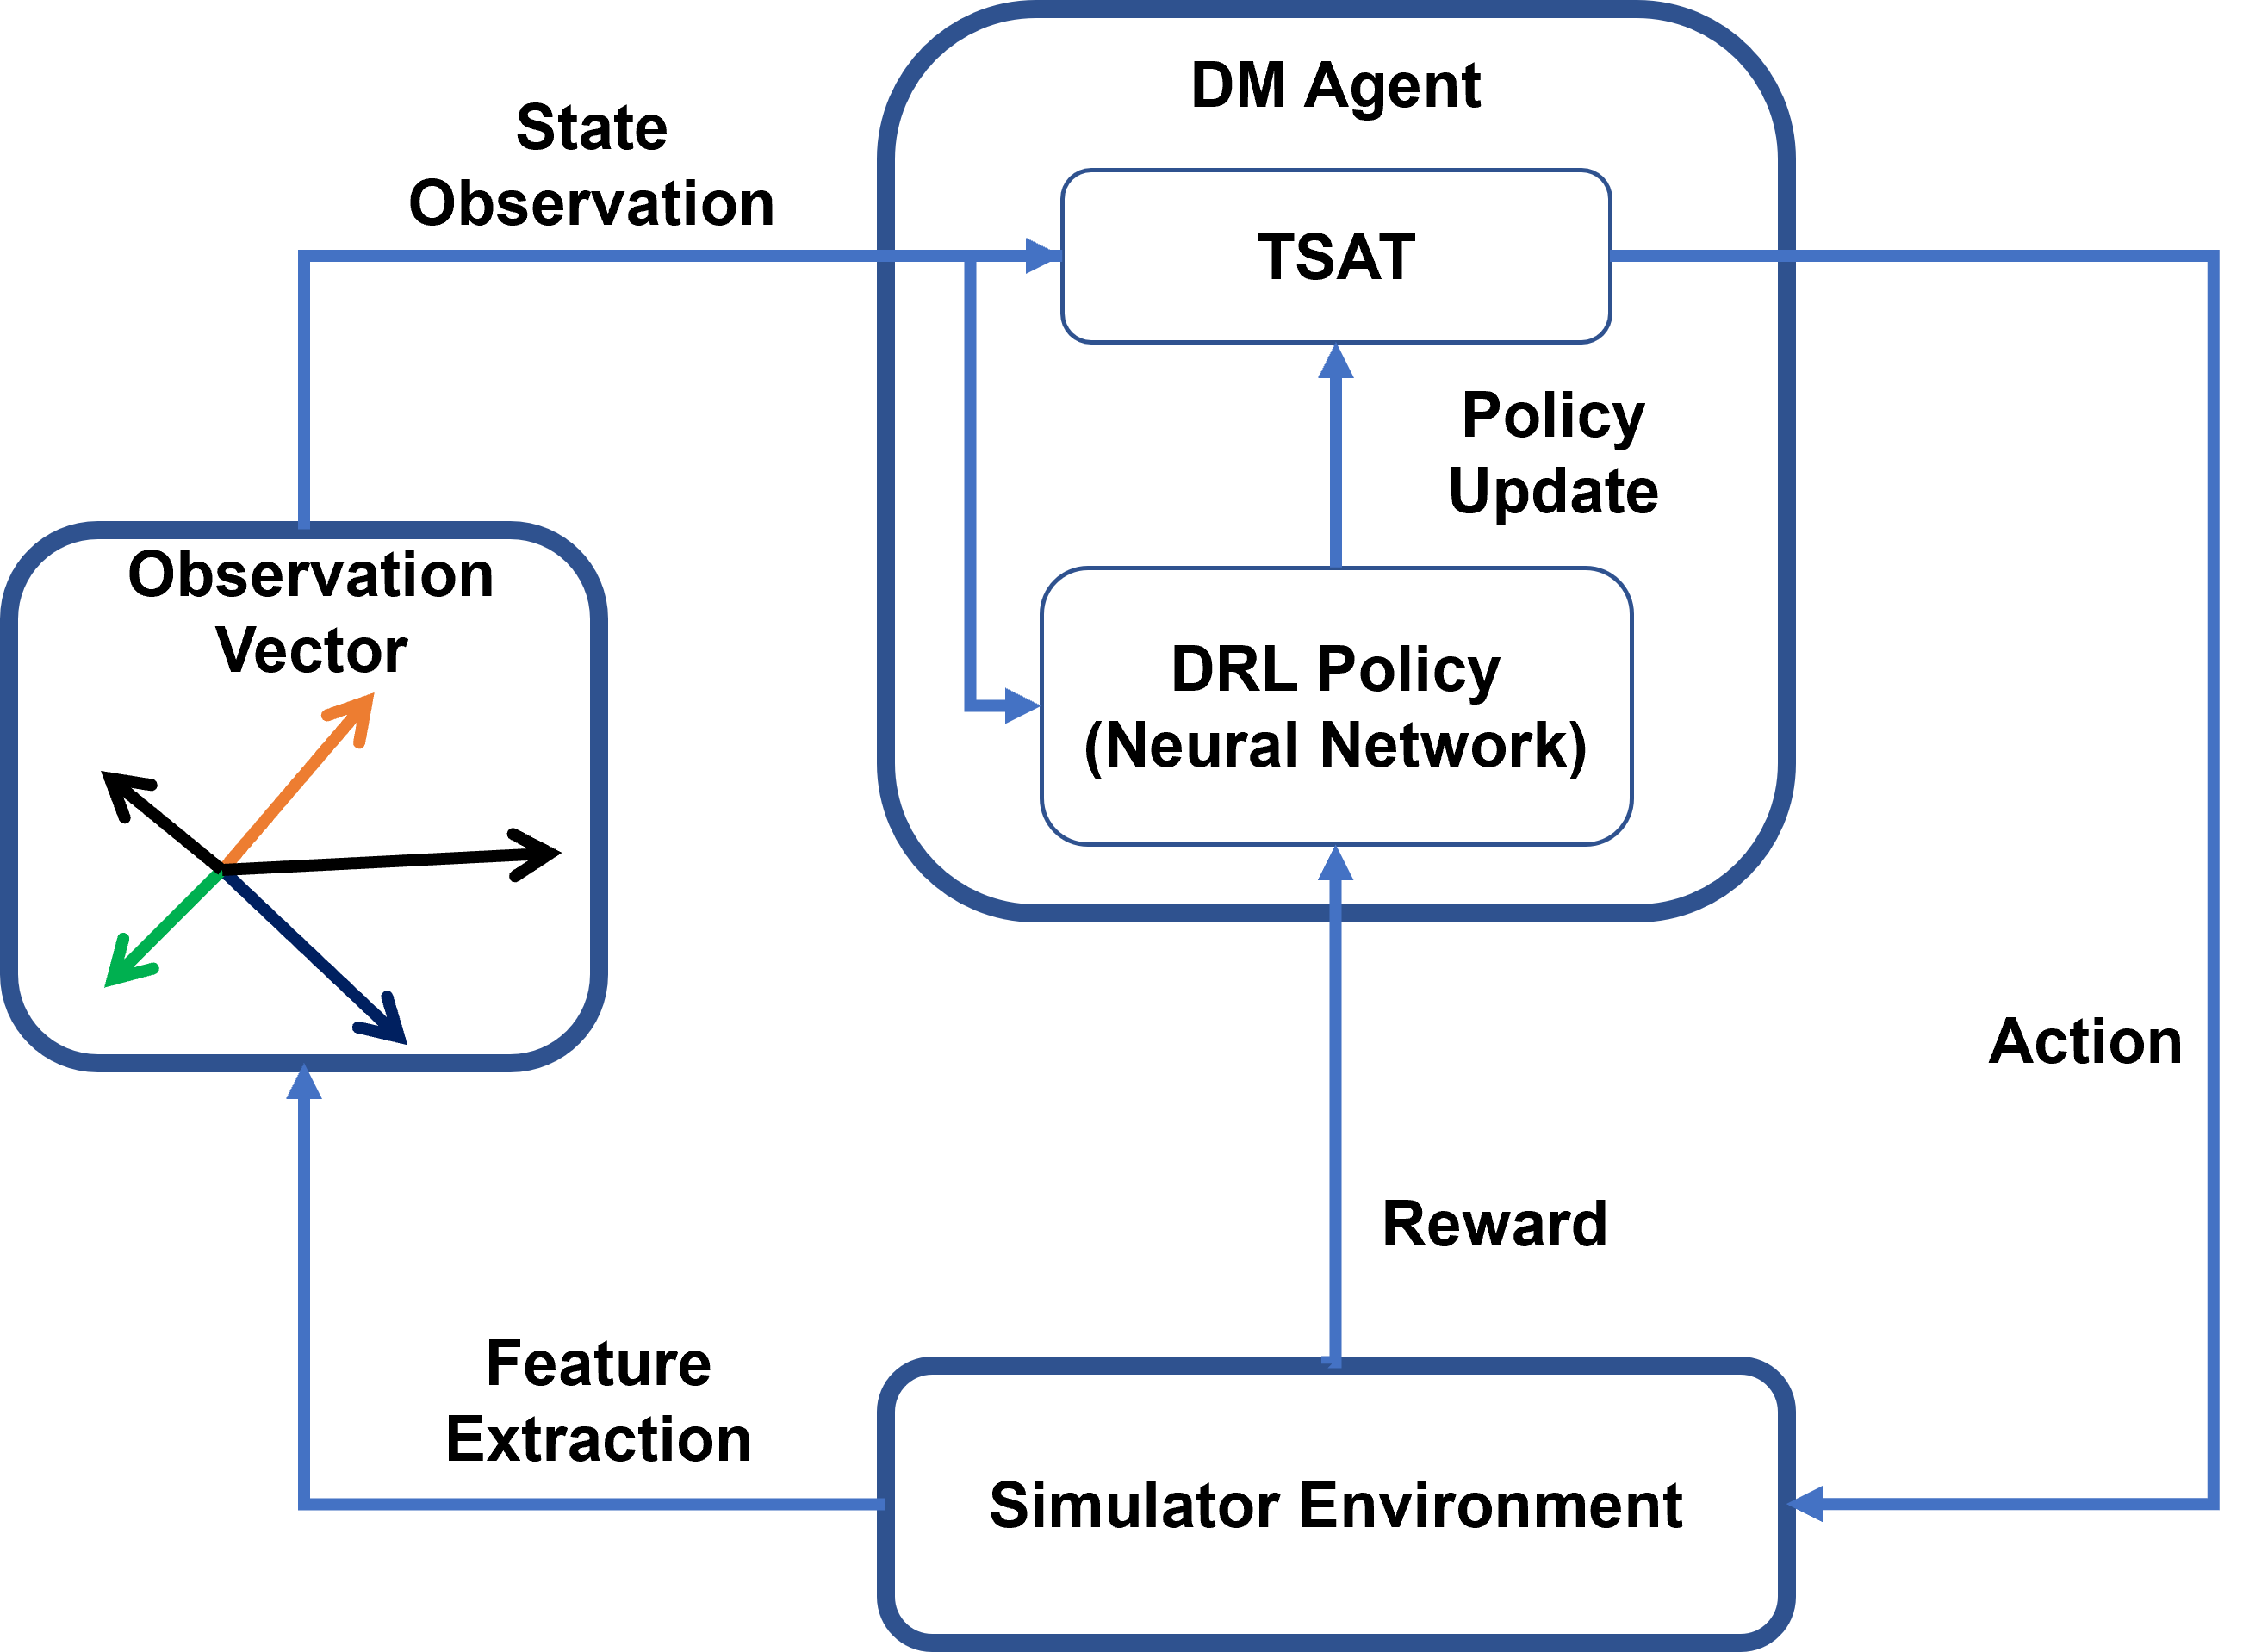 DM Agent
State
Observation
TSAT
Policy
Update
Observation
Vector
DRL Policy
(Neural Network)
Action
Reward
Feature
Extraction
Simulator Environment